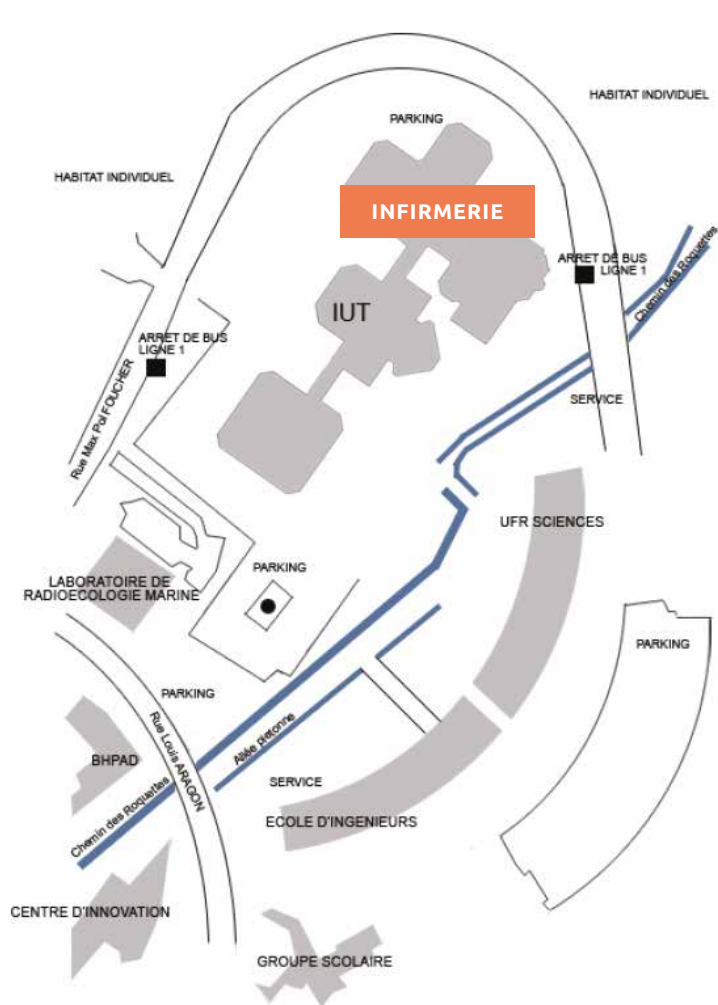 HABITAT INDIVIDUEL
PARKING
HABITAT INDIVIDUEL
INFIRMERIE
Chemin des Roquettes
ARRET DE BUS
LIGNE 1
IUT
ARRET DE BUS
LIGNE 1
Rue Max Pol FOUCHER
SERVICE
UFR SCIENCES
PARKING
LABORATOIRE DE
RADIOECOLOGIE MARINE
PARKING
PARKING
Rue Louis ARAGON
Allée piétonne
BHPAD
SERVICE
Chemin des Roquettes
ECOLE D'INGENIEURS
CENTRE D'INNOVATION
GROUPE SCOLAIRE